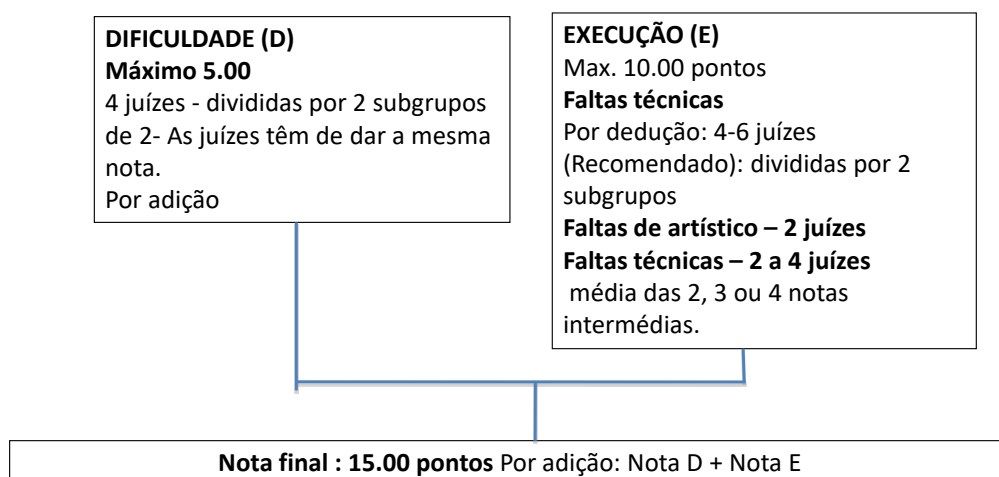 DIFICULDADE (D)
Máximo 5.00
4 juízes - divididas por 2 subgrupos
de 2- As juízes têm de dar a mesma
nota.
Por adição
EXECUÇÃO (E)
Max. 10.00 pontos
Faltas técnicas
Por dedução: 4-6 juízes
(Recomendado): divididas por 2
subgrupos
Faltas de artístico – 2 juízes
Faltas técnicas – 2 a 4 juízes
média das 2, 3 ou 4 notas
intermédias.
Nota final : 15.00 pontos Por adição: Nota D + Nota E